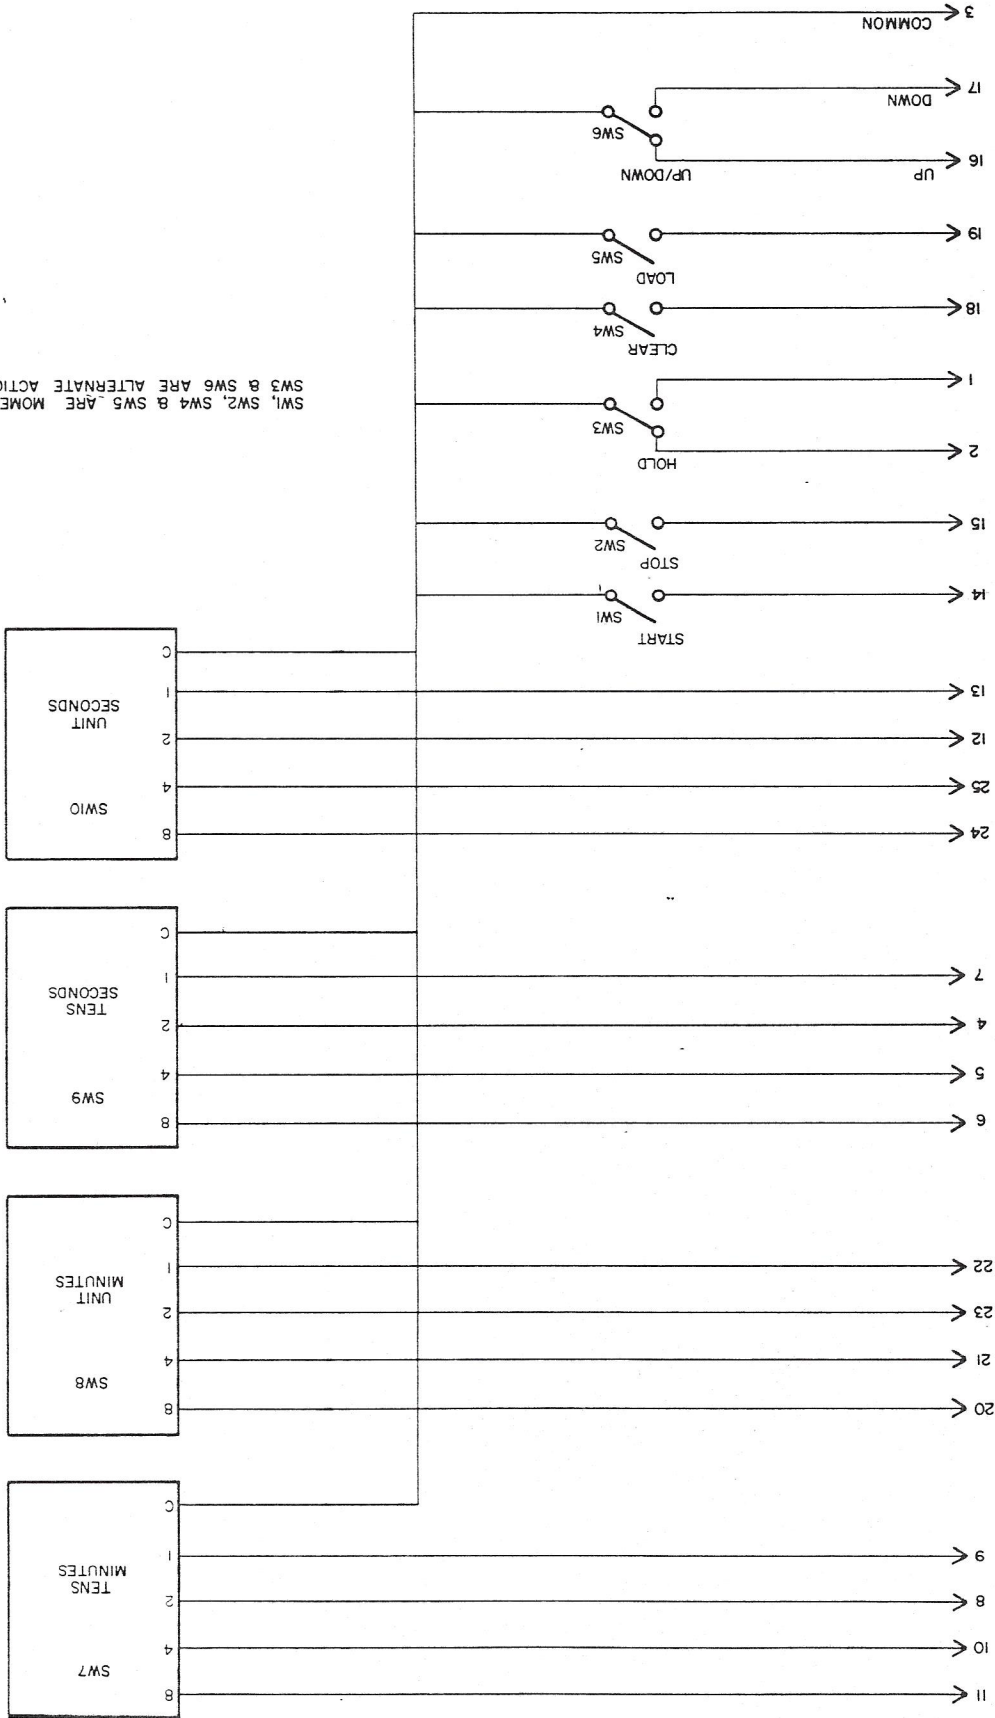 11 8
10 4 SW7
8 2 TENS
MINUTES
9 1
C
20 8
21 4 SW8
23 2 UNIT
MINUTES
22 1
C
6 8
5 4 SW9
4 2 TENS
SECONDS
7 1
C
24 8
25 4 SW10
12 2 UNIT
SECONDS
13 1
C
START
14 SW1
STOP
15 SW2
HOLD
2
SW3
1
SW1, SW2, SW4 & SW5 ARE MOME
SW3 & SW6 ARE ALTERNATE ACTIO
CLEAR
18 SW4
LOAD
19 SW5
UP UP/DOWN
16
SW6
DOWN
17
COMMON
3